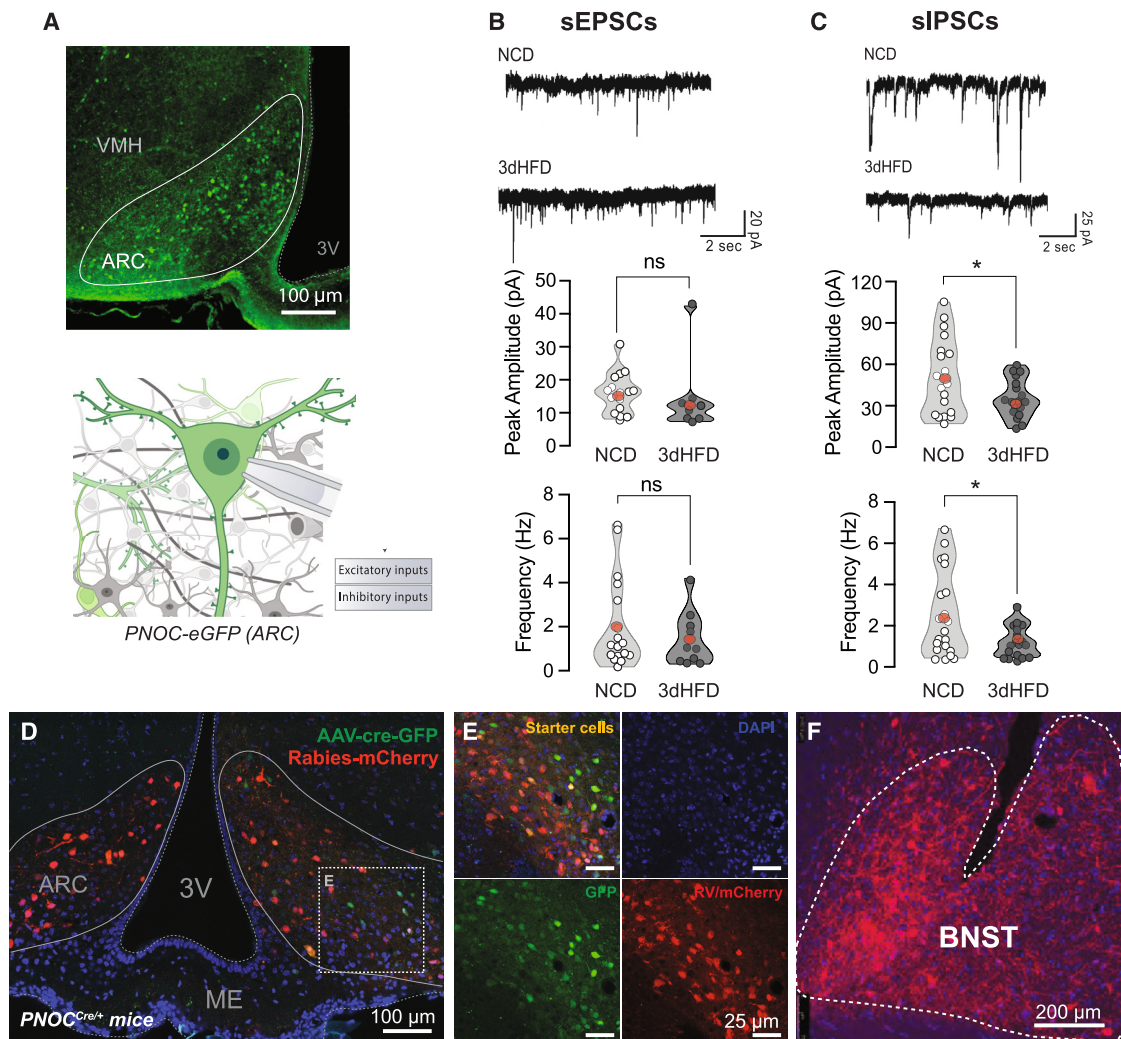 A
VMH
ARC
3V
100 µm
Excitatory inputs
Inhibitory inputs
PNOC-eGFP (ARC)
B
sEPSCs
NCD
3dHFD
20 pA
2 sec
Peak Amplitude (pA)
50
40
30
20
10
0
ns
NCD
3dHFD
Frequency (Hz)
8
6
4
2
0
ns
NCD
3dHFD
C
sIPSCs
NCD
3dHFD
25 pA
2 sec
Peak Amplitude (pA)
120
90
60
30
0
*
NCD
3dHFD
Frequency (Hz)
8
6
4
2
0
*
NCD
3dHFD
D
AAV-cre-GFP
Rabies-mCherry
ARC
3V
E
ME
PNOCCre/+ mice
100 µm
E
Starter cells
DAPI
GFP
RV/mCherry
25 µm
F
BNST
200 µm